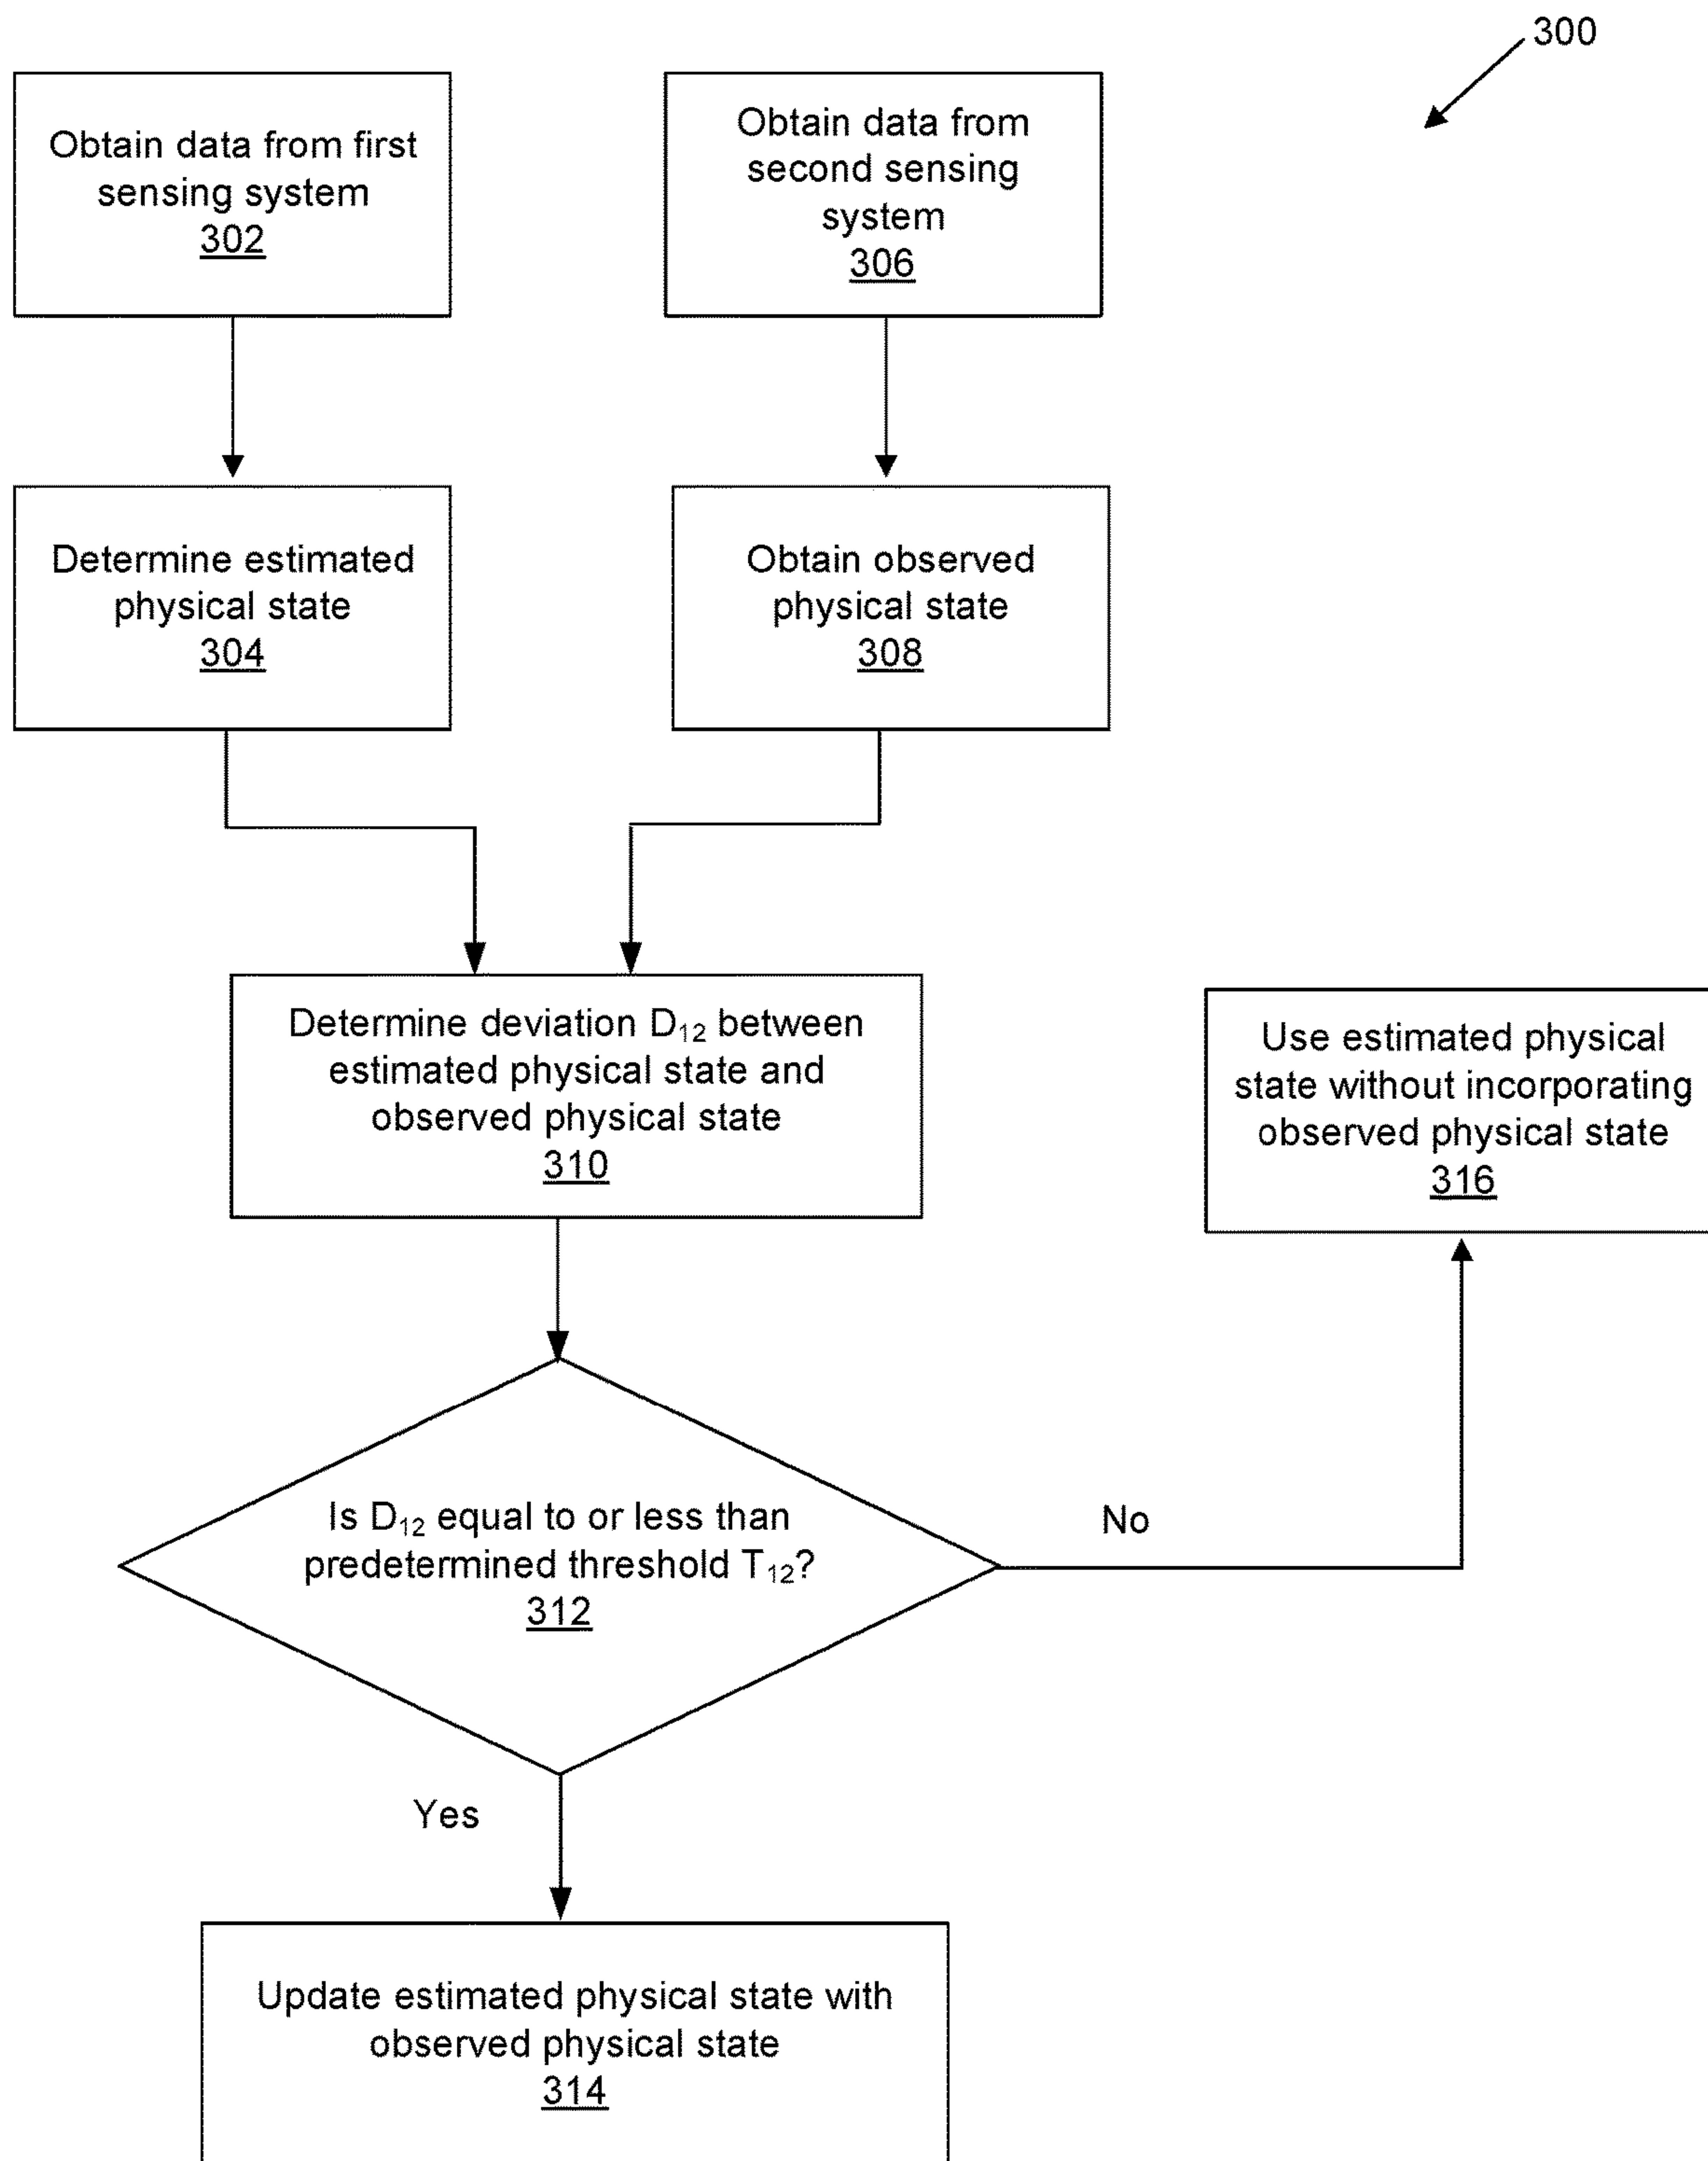 300
Obtain data from first
sensing system
302
Obtain data from
second sensing
system
306
Determine estimated
physical state
304
Obtain observed
physical state
308
Determine deviation D₁₂ between
estimated physical state and
observed physical state
310
Use estimated physical
state without incorporating
observed physical state
316
Is D₁₂ equal to or less than
predetermined threshold T₁₂?
312
No
Yes
Update estimated physical state with
observed physical state
314